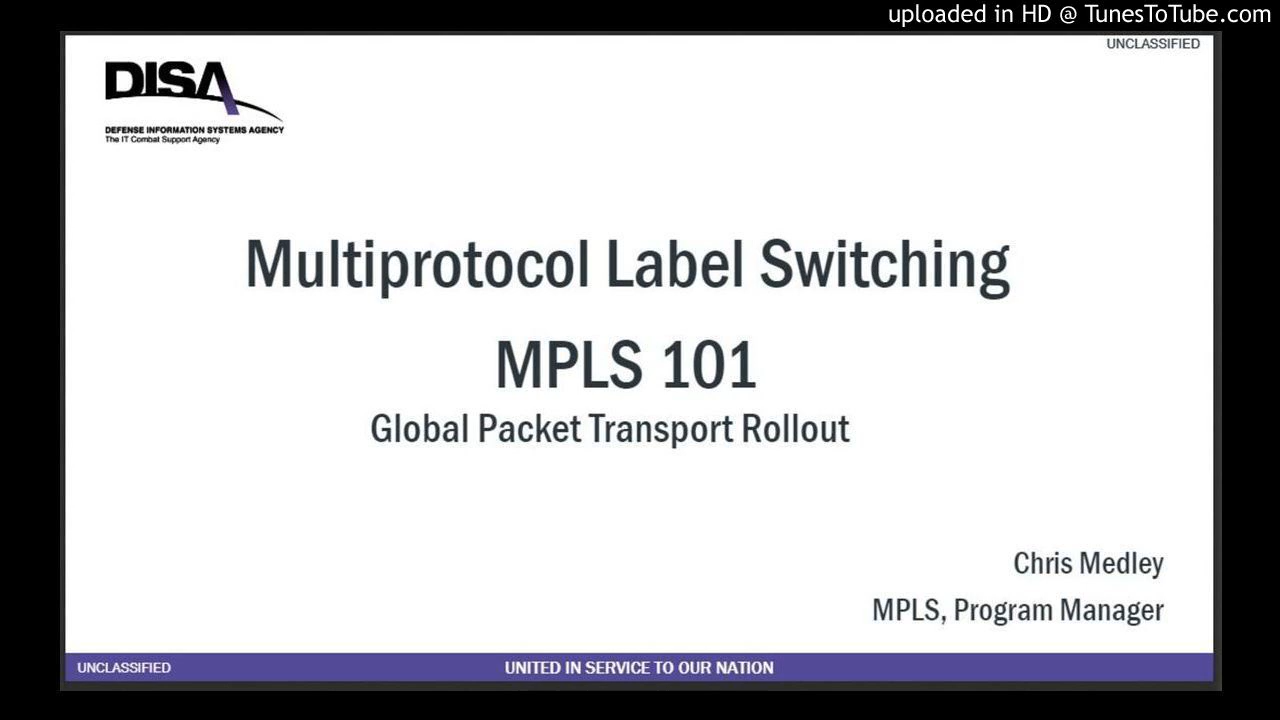 uploaded in HD @ TunesToTube.com
UNCLASSIFIED
DISA
DEFENSE INFORMATION SYSTEMS AGENCY
The IT Combat Support Agency
Multiprotocol Label Switching
MPLS 101
Global Packet Transport Rollout
Chris Medley
MPLS, Program Manager
UNCLASSIFIED
UNITED IN SERVICE TO OUR NATION